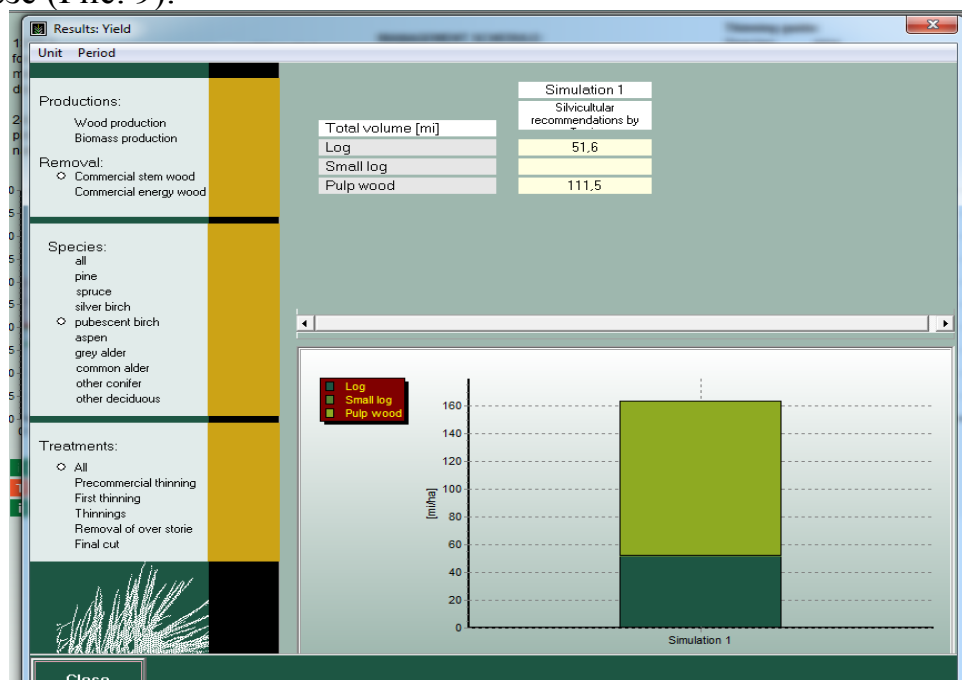 (Рис. 9).
Results: Yield
Unit Period
Productions:
Wood production
Biomass production
Removal:
Commercial stem wood
Commercial energy wood
Species:
all
pine
spruce
silver birch
pubescent birch
aspen
grey alder
common alder
other conifer
other deciduous
Treatments:
All
Precommercial thinning
First thinning
Thinnings
Removal of over storie
Final cut
Close
Simulation 1
Silvicultular
recommendations by
Total volume [mi]
Log 51,6
Small log
Pulp wood 111,5
Log
Small log
Pulp wood
[mi/ha]
160
140
120
100
80
60
40
20
0
Simulation 1